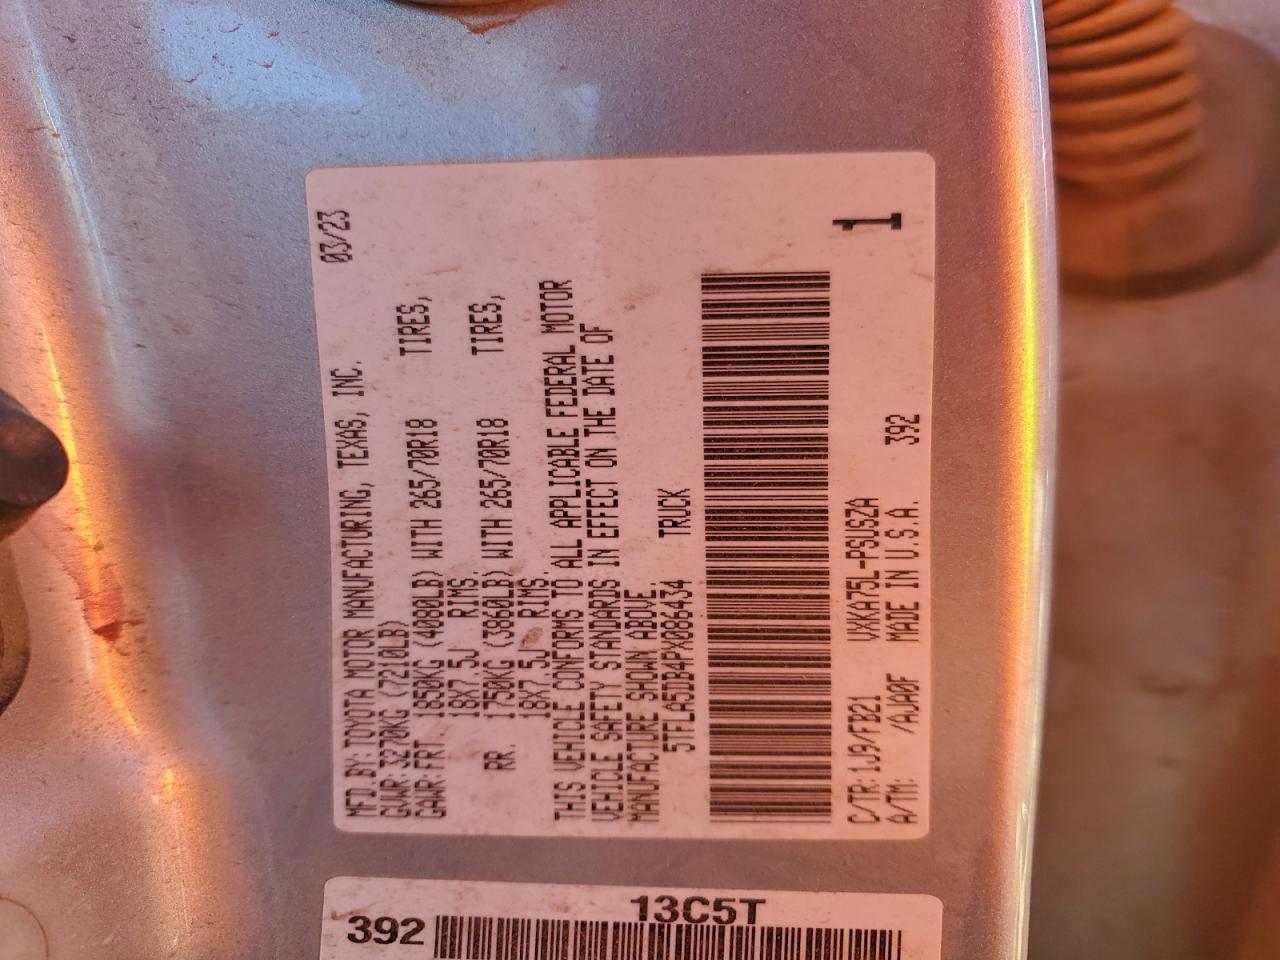 MFD.BY:TOYOTA MOTOR MANUFACTURING, TEXAS, INC. 03/23
GVWR:3270KG (7210LB)
GAWR:FRT. 1850KG (4080LB) WITH 265/70R18 TIRES,
18X7.5J RIMS,
RR. 1750KG (3860LB) WITH 265/70R18 TIRES,
18X7.5J RIMS.
THIS VEHICLE CONFORMS TO ALL APPLICABLE FEDERAL MOTOR
VEHICLE SAFETY STANDARDS IN EFFECT ON THE DATE OF
MANUFACTURE SHOWN ABOVE.
5TFLA5DB4PX086434 TRUCK
C/TR:1J9/FB21 VXKA75L-PSUSZA 1
A/TM: /AJA0F MADE IN U.S.A. 392
392 13C5T